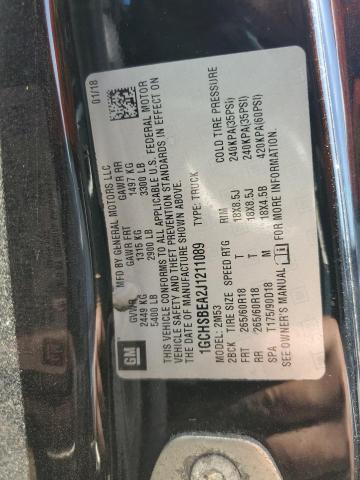 01/18
MFD BY GENERAL MOTORS LLC
GVWR GAWR FRT GAWR RR
2449 KG 1315 KG 1497 KG
5400 LB 2900 LB 3300 LB
THIS VEHICLE CONFORMS TO ALL APPLICABLE U.S. FEDERAL MOTOR
VEHICLE SAFETY AND THEFT PREVENTION STANDARDS IN EFFECT ON
THE DATE OF MANUFACTURE SHOWN ABOVE.
1GCHSBEA2J1211089 TYPE: TRUCK
GM
MODEL: 2M53
2BCK TIRE SIZE SPEED RTG RIM COLD TIRE PRESSURE
FRT 265/60R18 T 18X8.5J 240KPA(35PSI)
RR 265/60R18 T 18X8.5J 240KPA(35PSI)
SPA T175/90D18 M 18X4.5B 420KPA(60PSI)
SEE OWNER'S MANUAL FOR MORE INFORMATION.